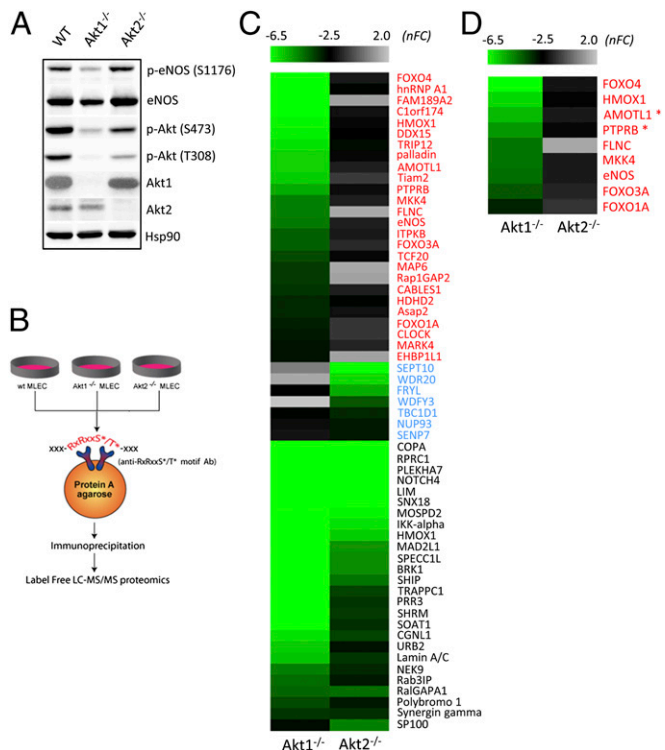 A
WT Akt1-/- Akt2-/-
p-eNOS (S1176)
eNOS
p-Akt (S473)
p-Akt (T308)
Akt1
Akt2
Hsp90
B
wt MLEC Akt1-/- MLEC Akt2-/- MLEC
xxx-RxRxxS*/T*-xxx
(anti-RxRxxS*/T* motif Ab)
Protein A
agarose
Immunoprecipitation
Label Free LC-MS/MS proteomics
C
-6.5 -2.5 2.0 (nFC)
FOXO4
hnRNP A1
FAM189A2
C1orf174
HMOX1
DDX15
TRIP12
palladin
AMOTL1
Tiam2
PTPRB
MKK4
FLNC
eNOS
ITPKB
FOXO3A
TCF20
MAP6
Rap1GAP2
CABLES1
HDHD2
Asap2
FOXO1A
CLOCK
MARK4
EHBP1L1
SEPT10
WDR20
FRYL
WDFY3
TBC1D1
NUP93
SENP7
COPA
RPRC1
PLEKHA7
NOTCH4
LIM
SNX18
MOSPD2
IKK-alpha
HMOX1
MAD2L1
SPECC1L
BRK1
SHIP
TRAPPC1
PRR3
SHRM
SOAT1
CGNL1
URB2
Lamin A/C
NEK9
Rab3IP
RalGAPA1
Polybromo 1
Synergin gamma
SP100
Akt1-/- Akt2-/-
D
-6.5 -2.5 2.0 (nFC)
FOXO4
HMOX1
AMOTL1 *
PTPRB *
FLNC
MKK4
eNOS
FOXO3A
FOXO1A
Akt1-/- Akt2-/-